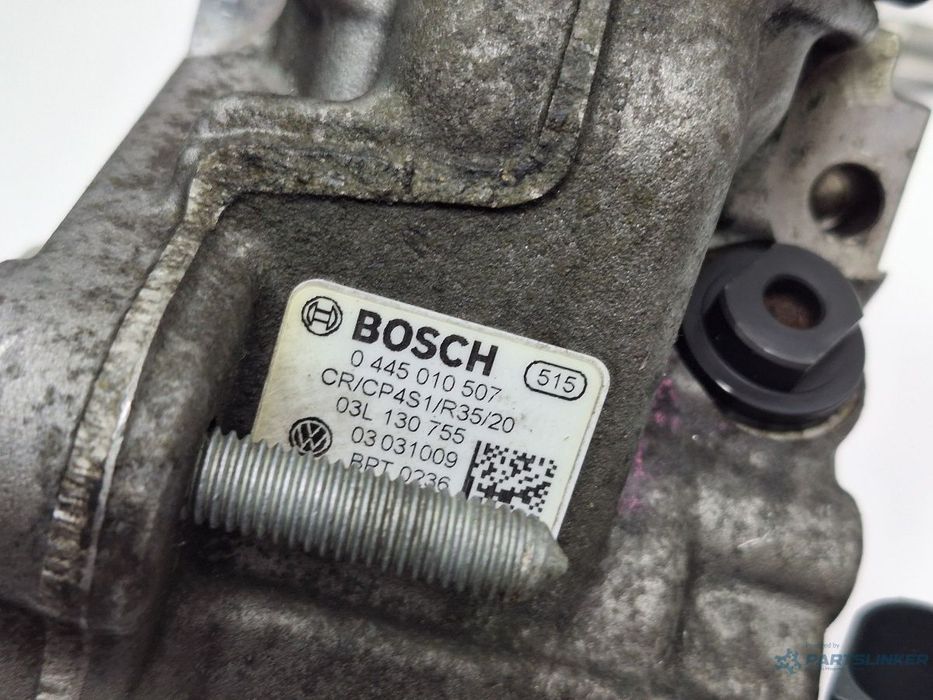 BOSCH
515
0 445 010 507
CR/CP4S1/R35/20
03L 130 755
03 031009
BPT 0236
PARTSLINKER